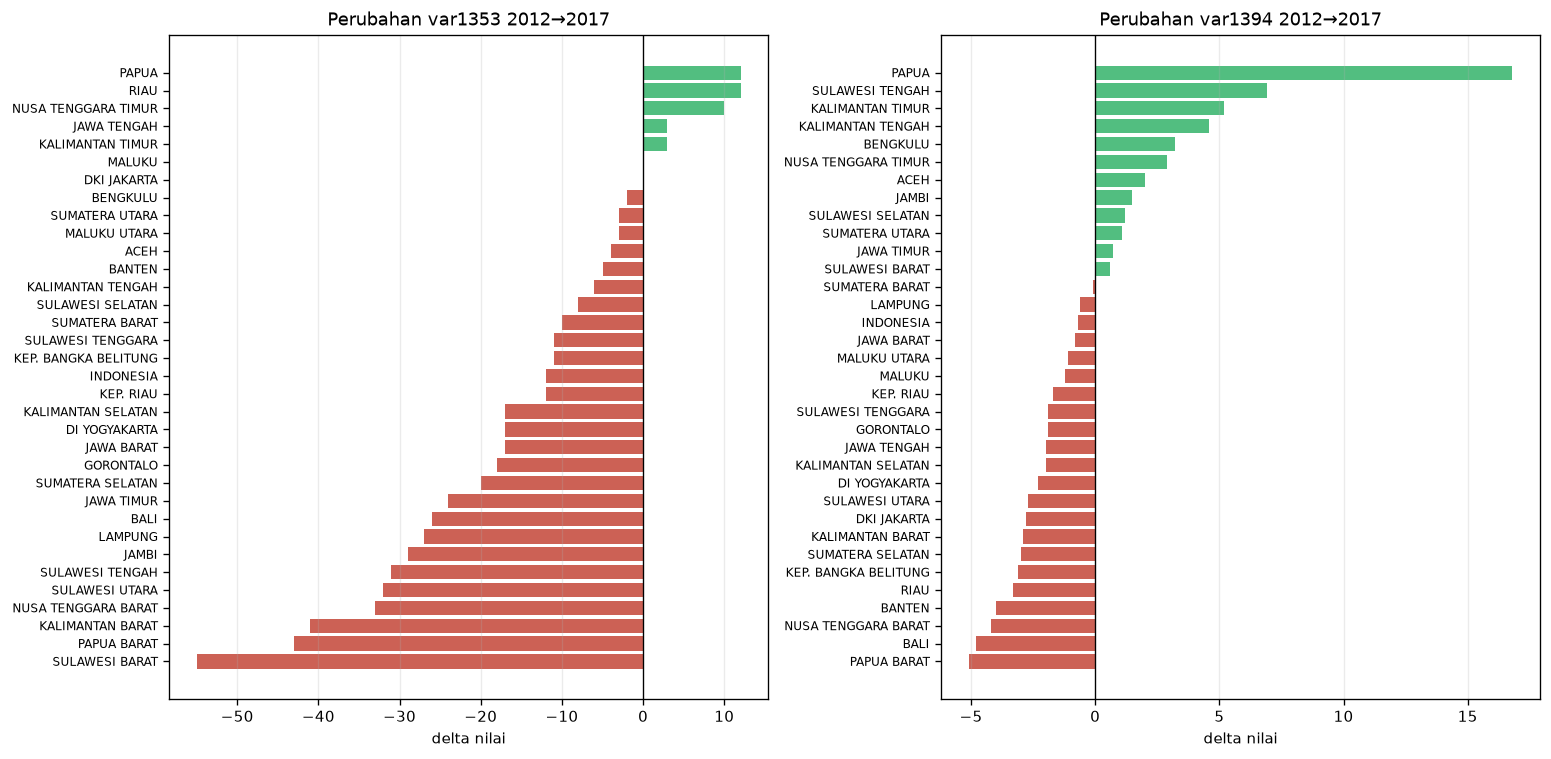 Perubahan var1353 2012→2017
PAPUA
RIAU
NUSA TENGGARA TIMUR
JAWA TENGAH
KALIMANTAN TIMUR
MALUKU
DKI JAKARTA
BENGKULU
SUMATERA UTARA
MALUKU UTARA
ACEH
BANTEN
KALIMANTAN TENGAH
SULAWESI SELATAN
SUMATERA BARAT
SULAWESI TENGGARA
KEP. BANGKA BELITUNG
INDONESIA
KEP. RIAU
KALIMANTAN SELATAN
DI YOGYAKARTA
JAWA BARAT
GORONTALO
SUMATERA SELATAN
JAWA TIMUR
BALI
LAMPUNG
JAMBI
SULAWESI TENGAH
SULAWESI UTARA
NUSA TENGGARA BARAT
KALIMANTAN BARAT
PAPUA BARAT
SULAWESI BARAT
−50 −40 −30 −20 −10 0 10
delta nilai
Perubahan var1394 2012→2017
PAPUA
SULAWESI TENGAH
KALIMANTAN TIMUR
KALIMANTAN TENGAH
BENGKULU
NUSA TENGGARA TIMUR
ACEH
JAMBI
SULAWESI SELATAN
SUMATERA UTARA
JAWA TIMUR
SULAWESI BARAT
SUMATERA BARAT
LAMPUNG
INDONESIA
JAWA BARAT
MALUKU UTARA
MALUKU
KEP. RIAU
SULAWESI TENGGARA
GORONTALO
JAWA TENGAH
KALIMANTAN SELATAN
DI YOGYAKARTA
SULAWESI UTARA
DKI JAKARTA
KALIMANTAN BARAT
SUMATERA SELATAN
KEP. BANGKA BELITUNG
RIAU
BANTEN
NUSA TENGGARA BARAT
BALI
PAPUA BARAT
−5 0 5 10 15
delta nilai